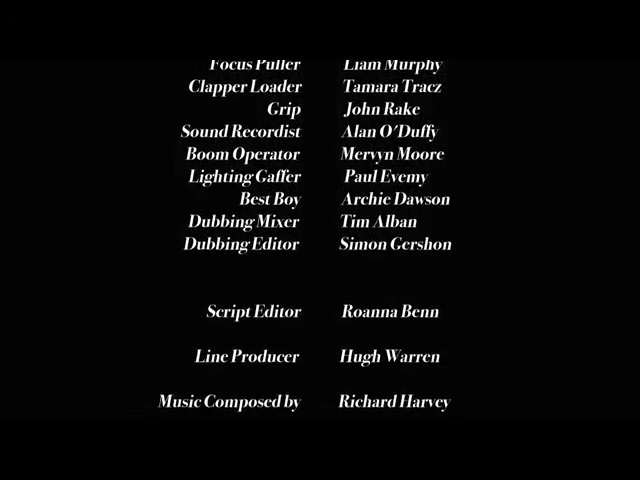 Focus Puller Liam Murphy
Clapper Loader Tamara Tracz
Grip John Rake
Sound Recordist Alan O'Duffy
Boom Operator Mervyn Moore
Lighting Gaffer Paul Evemy
Best Boy Archie Dawson
Dubbing Mixer Tim Alban
Dubbing Editor Simon Gershon
Script Editor Roanna Benn
Line Producer Hugh Warren
Music Composed by Richard Harvey